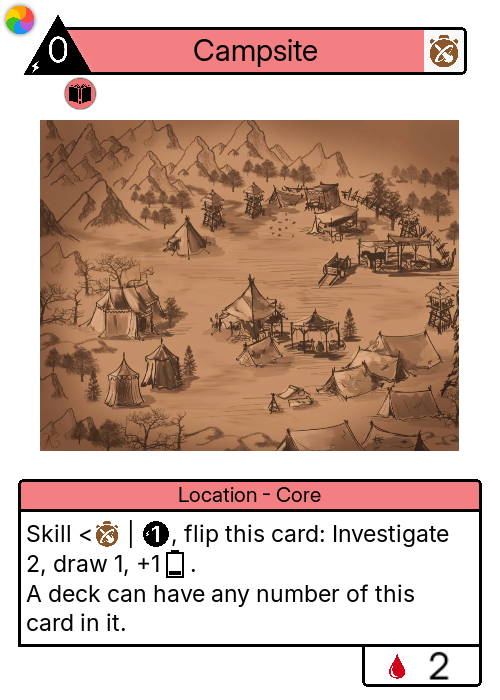 0
Campsite
Location - Core
Skill < | 1, flip this card: Investigate
2, draw 1, +1 .
A deck can have any number of this
card in it.
2